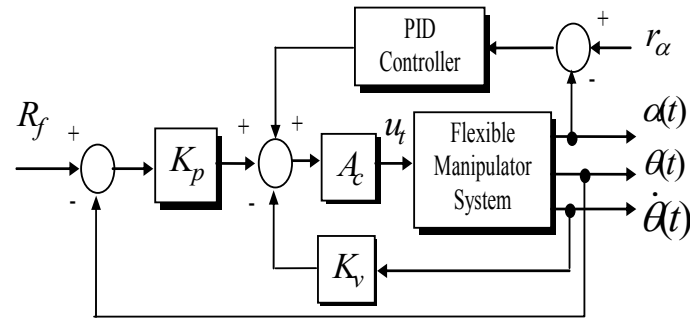 PID
Controller
+
r_α
-
R_f
+
-
K_p
+
+
-
A_c
u_t
Flexible
Manipulator
System
α(t)
θ(t)
θ̇(t)
K_v